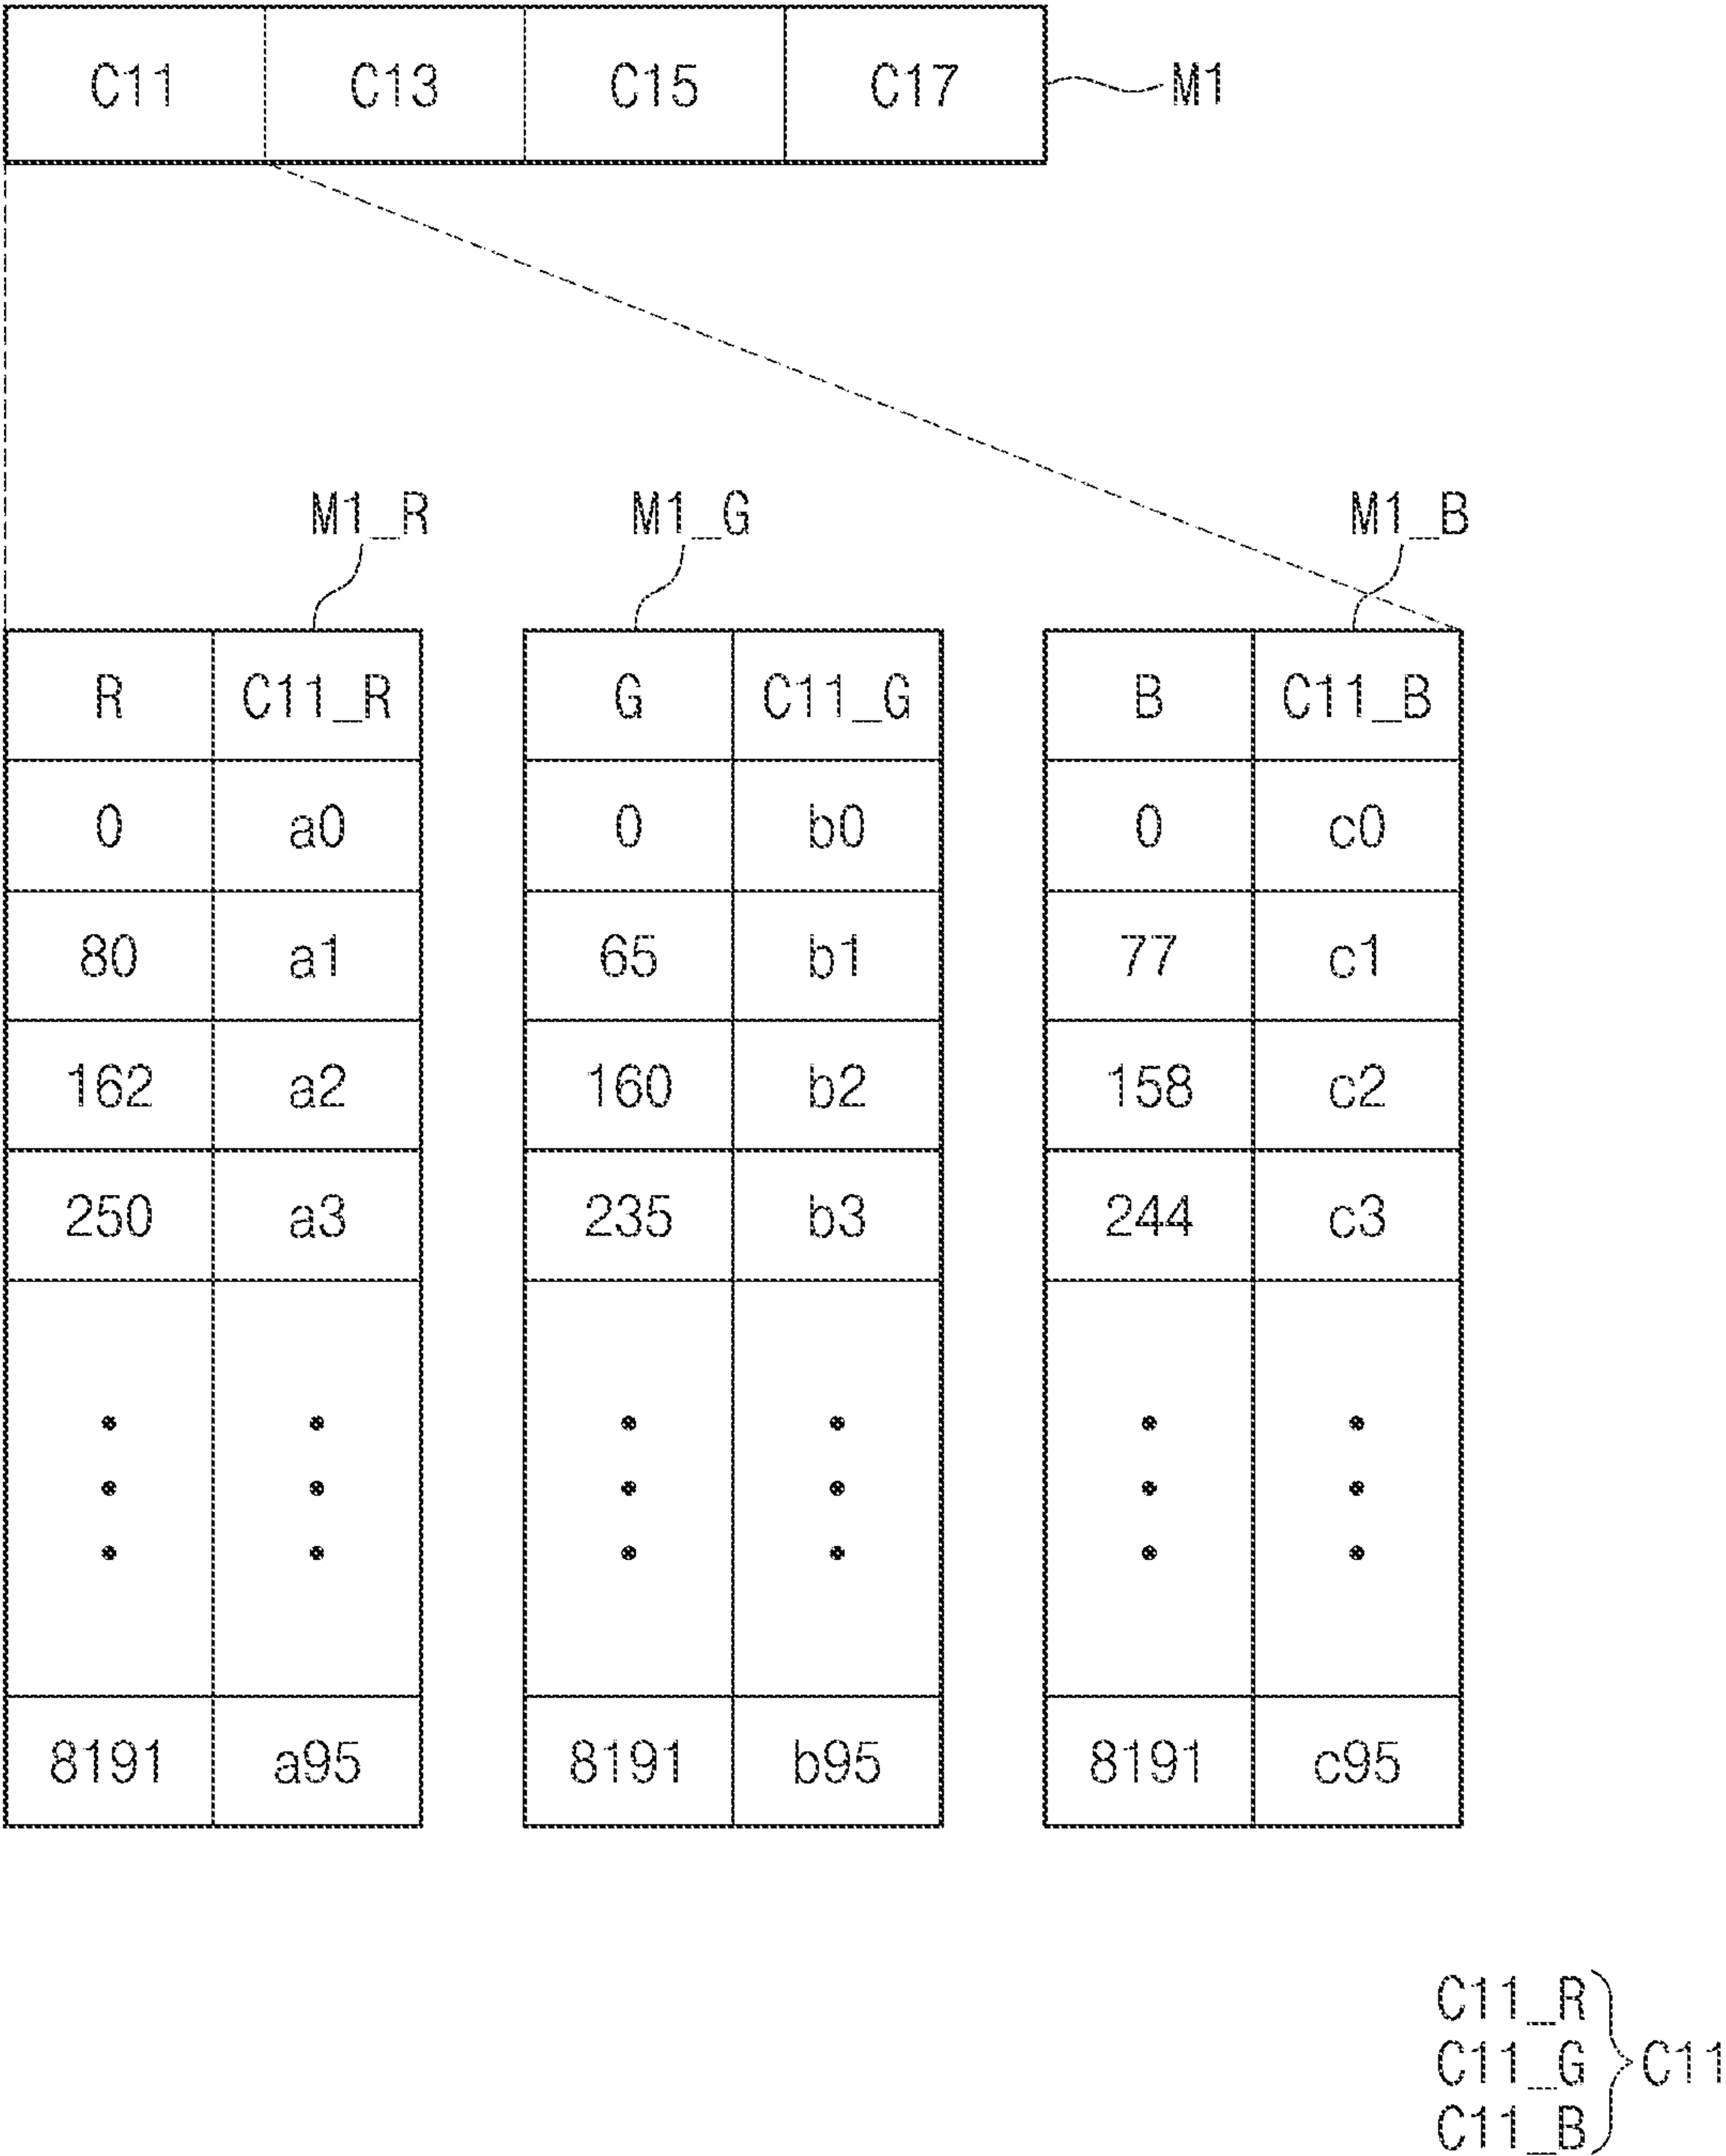 C11 C13 C15 C17 M1
M1_R M1_G M1_B
R C11_R G C11_G B C11_B
0 a0 0 b0 0 c0
80 a1 65 b1 77 c1
162 a2 160 b2 158 c2
250 a3 235 b3 244 c3
8191 a95 8191 b95 8191 c95
C11_R
C11_G C11
C11_B